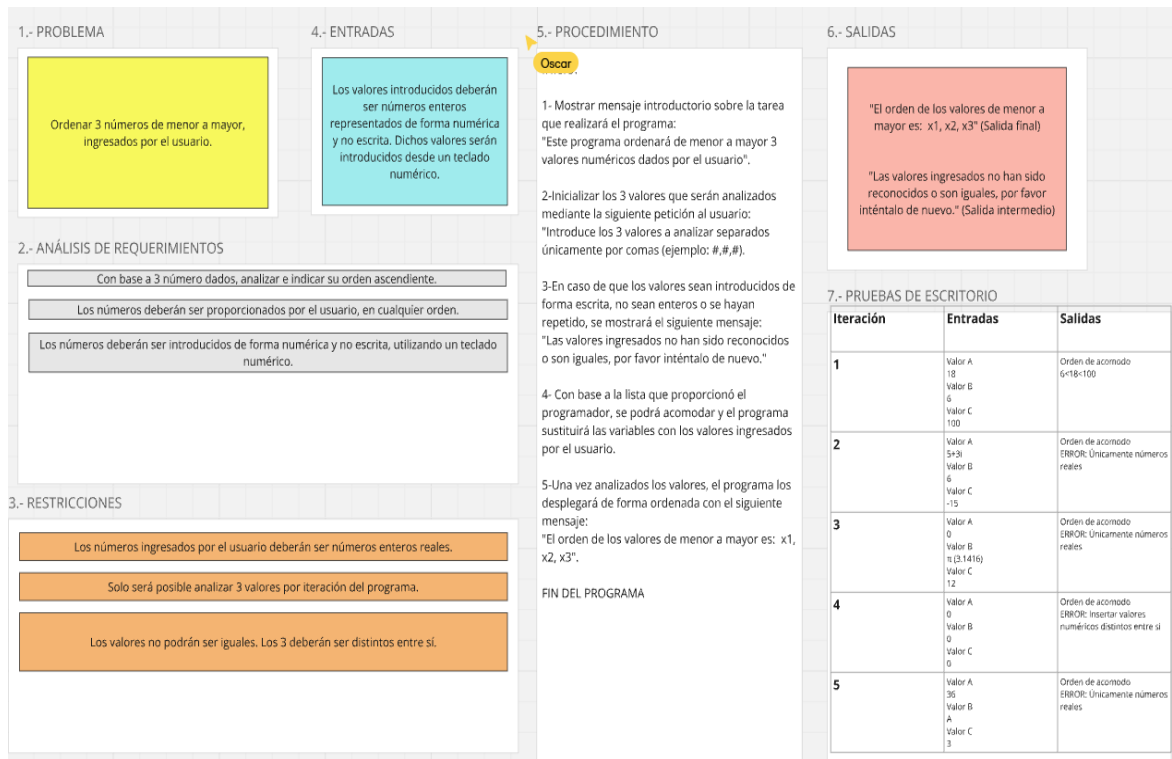 1.- PROBLEMA
Ordenar 3 números de menor a mayor,
ingresados por el usuario.
2.- ANÁLISIS DE REQUERIMIENTOS
Con base a 3 número dados, analizar e indicar su orden ascendiente.
Los números deberán ser proporcionados por el usuario, en cualquier orden.
Los números deberán ser introducidos de forma numérica y no escrita, utilizando un teclado
numérico.
3.- RESTRICCIONES
Los números ingresados por el usuario deberán ser números enteros reales.
Solo será posible analizar 3 valores por iteración del programa.
Los valores no podrán ser iguales. Los 3 deberán ser distintos entre sí.
4.- ENTRADAS
Los valores introducidos deberán
ser números enteros
representados de forma numérica
y no escrita. Dichos valores serán
introducidos desde un teclado
numérico.
5.- PROCEDIMIENTO
Oscar
1- Mostrar mensaje introductorio sobre la tarea
que realizará el programa:
"Este programa ordenará de menor a mayor 3
valores numéricos dados por el usuario".
2-Inicializar los 3 valores que serán analizados
mediante la siguiente petición al usuario:
"Introduce los 3 valores a analizar separados
únicamente por comas (ejemplo: #,#,#).
3-En caso de que los valores sean introducidos de
forma escrita, no sean enteros o se hayan
repetido, se mostrará el siguiente mensaje:
"Las valores ingresados no han sido reconocidos
o son iguales, por favor inténtalo de nuevo."
4- Con base a la lista que proporcionó el
programador, se podrá acomodar y el programa
sustituirá las variables con los valores ingresados
por el usuario.
5-Una vez analizados los valores, el programa los
desplegará de forma ordenada con el siguiente
mensaje:
"El orden de los valores de menor a mayor es: x1,
x2, x3".
FIN DEL PROGRAMA
6.- SALIDAS
"El orden de los valores de menor a
mayor es: x1, x2, x3" (Salida final)
"Las valores ingresados no han sido
reconocidos o son iguales, por favor
inténtalo de nuevo." (Salida intermedio)
7.- PRUEBAS DE ESCRITORIO
Iteración Entradas Salidas
1
Valor A
18
Valor B
6
Valor C
100
Orden de acomodo
6<18<100
2
Valor A
5+3i
Valor B
6
Valor C
-15
Orden de acomodo
ERROR: Únicamente números
reales
3
Valor A
0
Valor B
π (3.1416)
Valor C
12
Orden de acomodo
ERROR: Únicamente números
reales
4
Valor A
0
Valor B
0
Valor C
0
Orden de acomodo
ERROR: Insertar valores
numéricos distintos entre si
5
Valor A
36
Valor B
A
Valor C
3
Orden de acomodo
ERROR: Únicamente números
reales